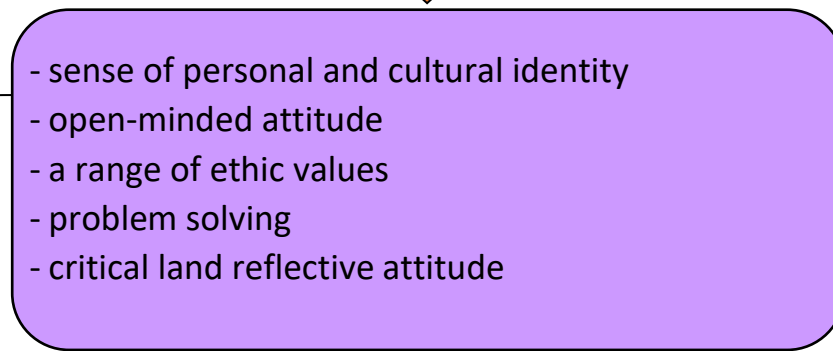 - sense of personal and cultural identity
- open-minded attitude
- a range of ethic values
- problem solving
- critical land reflective attitude